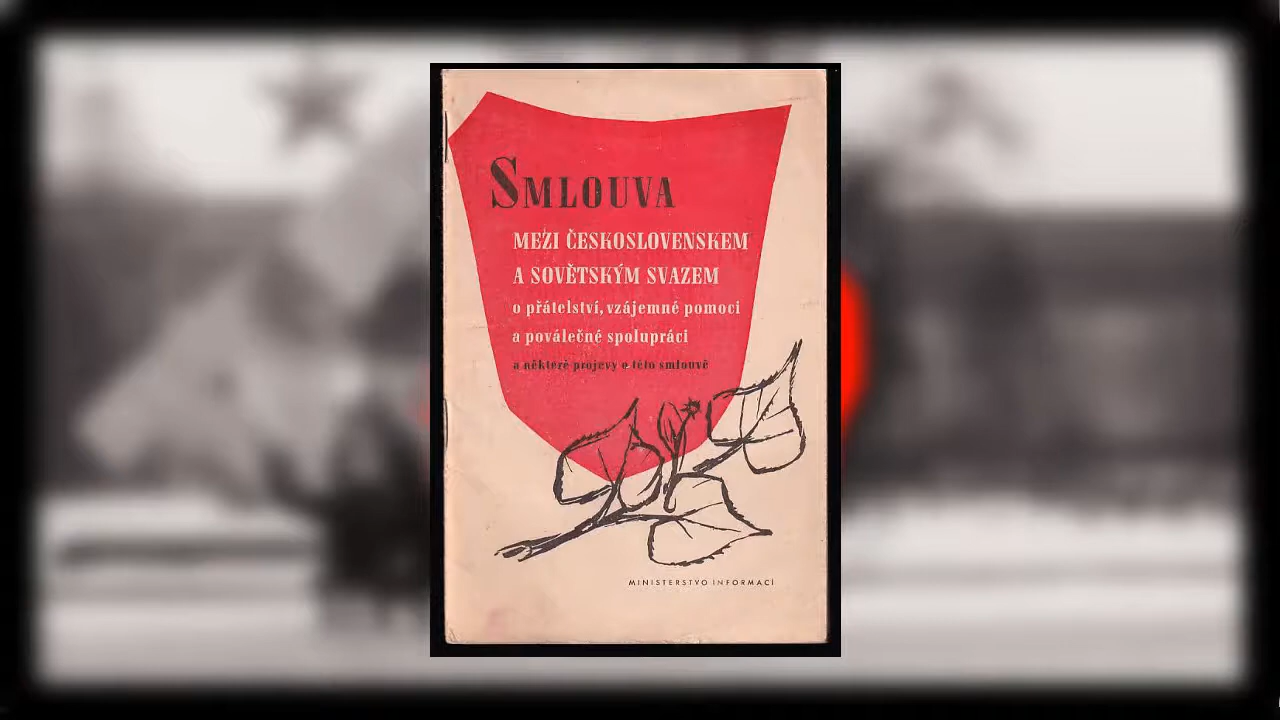 SMLOUVA
MEZI ČESKOSLOVENSKEM
A SOVĚTSKÝM SVAZEM
o přátelství, vzájemné pomoci
a poválečné spolupráci
a některé projevy o této smlouvě
MINISTERSTVO INFORMACÍ